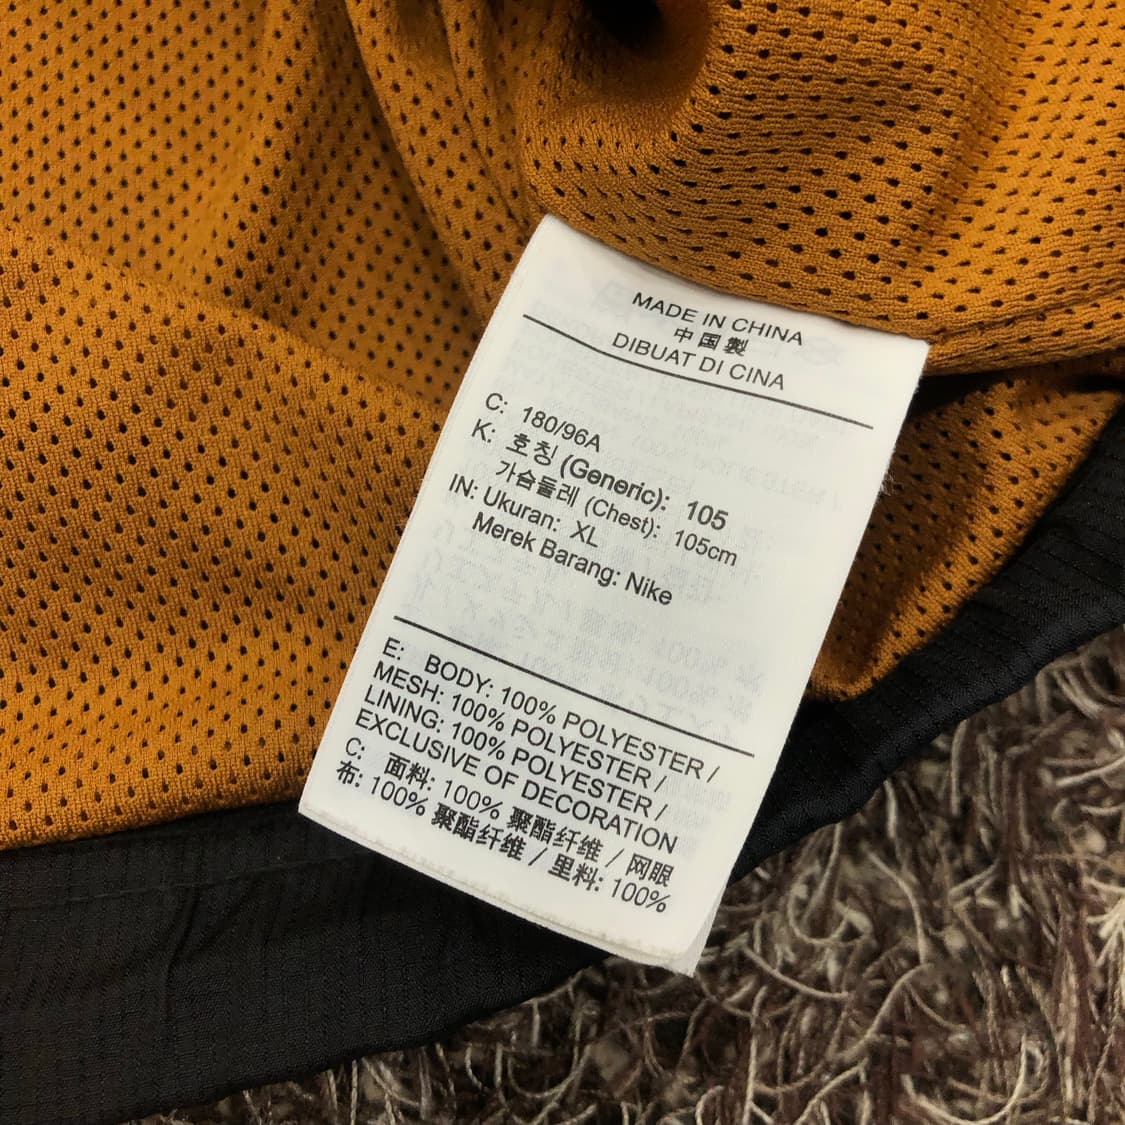 MADE IN CHINA
中国製
DIBUAT DI CINA
C: 180/96A
K: 호칭 (Generic): 105
가슴둘레 (Chest): 105cm
IN: Ukuran: XL
Merek Barang: Nike
E: BODY: 100% POLYESTER /
MESH: 100% POLYESTER /
LINING: 100% POLYESTER /
EXCLUSIVE OF DECORATION
C: 面料: 100% 聚酯纤维 / 网眼
布: 100% 聚酯纤维 / 里料: 100%